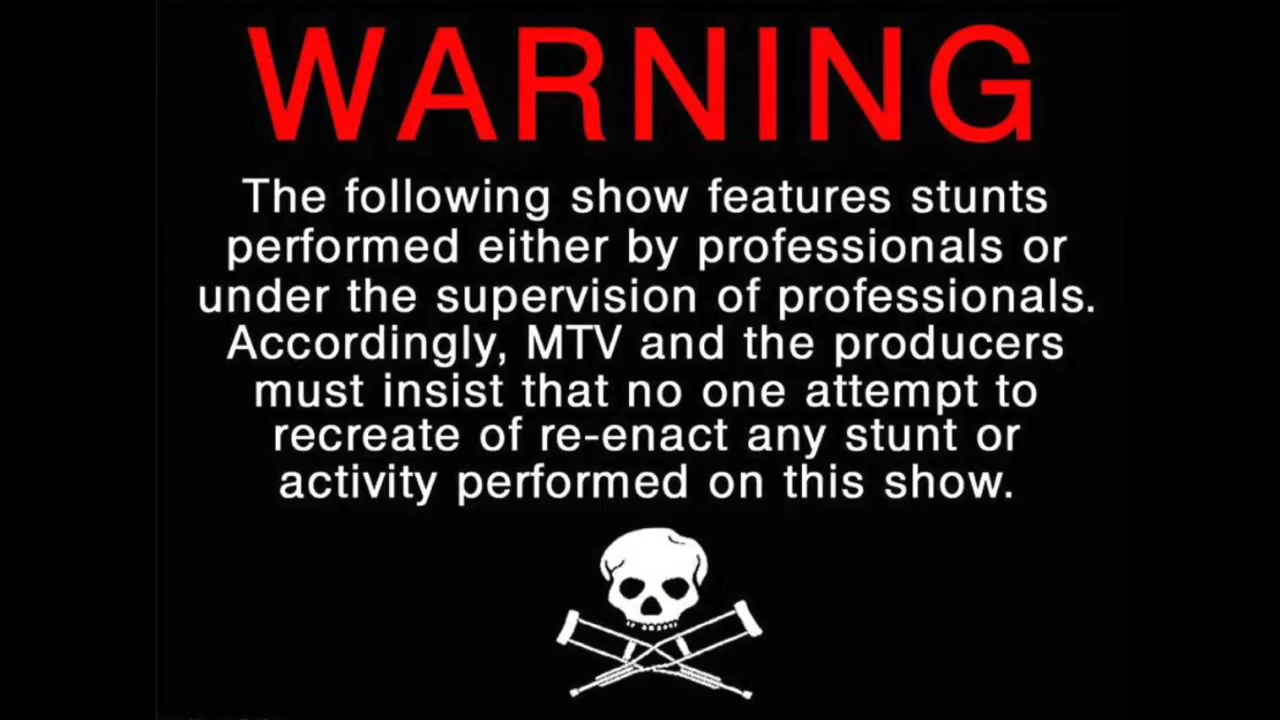 WARNING
The following show features stunts
performed either by professionals or
under the supervision of professionals.
Accordingly, MTV and the producers
must insist that no one attempt to
recreate of re-enact any stunt or
activity performed on this show.